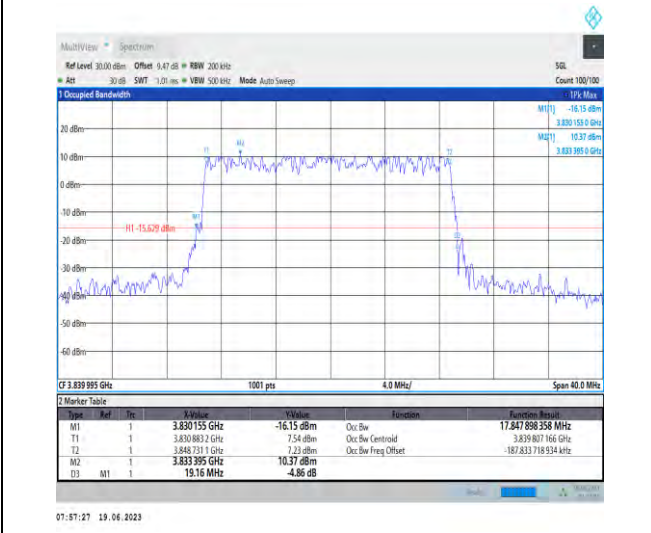 MultiView Spectrum
Ref Level 30.00 dBm Offset 9.47 dB RBW 200 kHz SGL
Att 30 dB SWT 1.01 ms VBW 500 kHz Mode Auto Sweep Count 100/100
1 Occupied Bandwidth 1Pk Max
M1[1] -16.15 dBm
3.830 155 0 GHz
M2[1] 10.37 dBm
3.833 395 0 GHz
20 dBm
10 dBm
0 dBm
-10 dBm
-20 dBm
-30 dBm
-40 dBm
-50 dBm
-60 dBm
T1
M2
T2
M1
H1 -15.629 dBm
D3
CF 3.839 995 GHz 1001 pts 4.0 MHz/ Span 40.0 MHz
2 Marker Table
Type Ref Trc X-Value Y-Value Function Function Result
M1 1 3.830155 GHz -16.15 dBm Occ Bw 17.847 898 358 MHz
T1 1 3.830 883 2 GHz 7.54 dBm Occ Bw Centroid 3.839 807 166 GHz
T2 1 3.848 731 1 GHz 7.23 dBm Occ Bw Freq Offset -187.833 718 934 kHz
M2 1 3.833 395 GHz 10.37 dBm
D3 M1 1 19.16 MHz -4.86 dB
07:57:27 19.06.2023